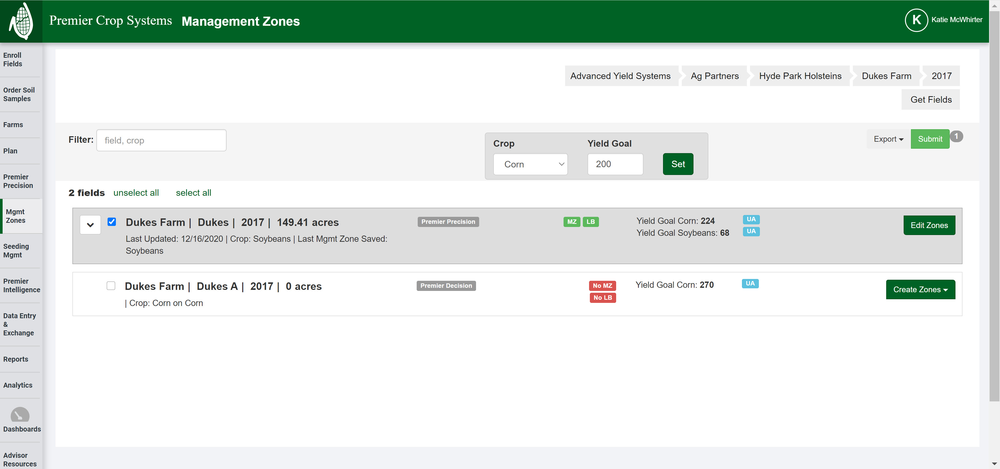 Premier Crop Systems Management Zones
K Katie McWhirter
Enroll
Fields
Order Soil
Samples
Farms
Plan
Premier
Precision
Mgmt
Zones
Seeding
Mgmt
Premier
Intelligence
Data Entry
&
Exchange
Reports
Analytics
Dashboards
Advisor
Resources
Advanced Yield Systems Ag Partners Hyde Park Holsteins Dukes Farm 2017
Get Fields
Filter: field, crop
Crop Yield Goal
Corn 200 Set
Export Submit 1
2 fields unselect all select all
Dukes Farm | Dukes | 2017 | 149.41 acres
Last Updated: 12/16/2020 | Crop: Soybeans | Last Mgmt Zone Saved:
Soybeans
Premier Precision
MZ LB
Yield Goal Corn: 224 UA
Yield Goal Soybeans: 68 UA
Edit Zones
Dukes Farm | Dukes A | 2017 | 0 acres
| Crop: Corn on Corn
Premier Decision
No MZ
No LB
Yield Goal Corn: 270 UA
Create Zones